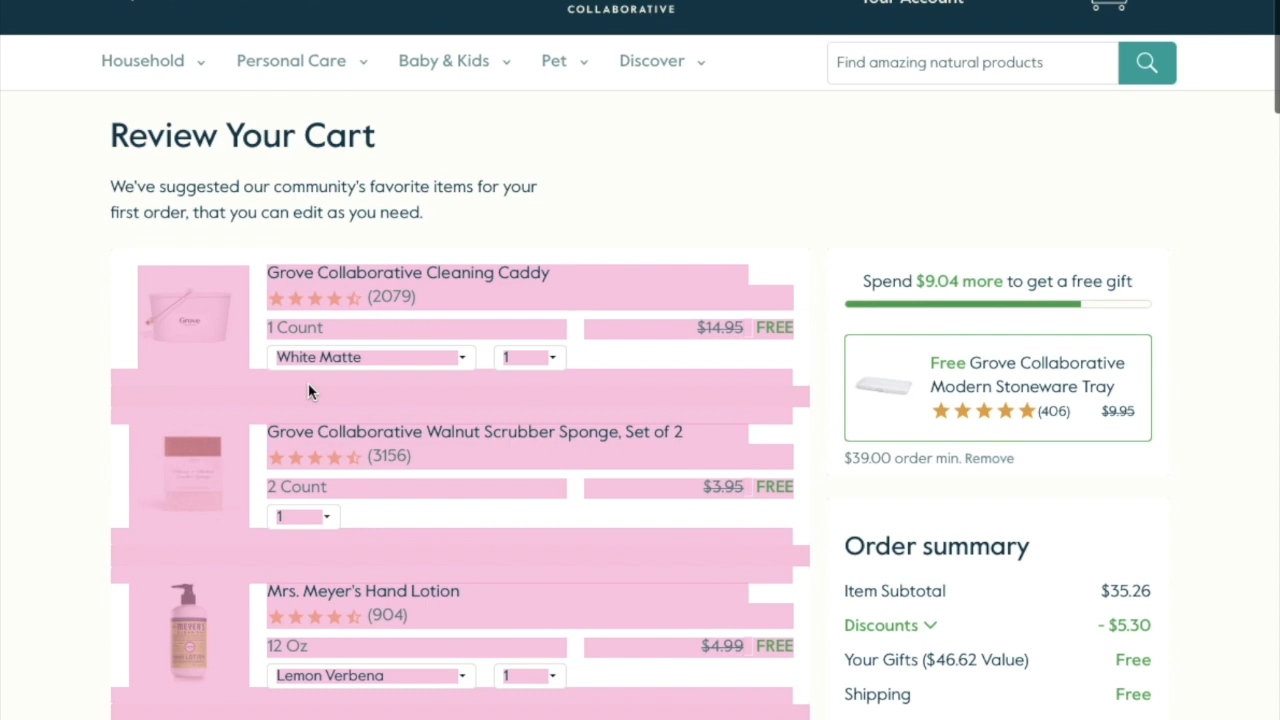 COLLABORATIVE
Your Account
Household
Personal Care
Baby & Kids
Pet
Discover
Find amazing natural products
Review Your Cart
We've suggested our community's favorite items for your
first order, that you can edit as you need.
Grove Collaborative Cleaning Caddy
(2079)
1 Count
$14.95 FREE
White Matte
1
Grove
Grove Collaborative Walnut Scrubber Sponge, Set of 2
(3156)
2 Count
$3.95 FREE
1
Mrs. Meyer's Hand Lotion
(904)
12 Oz
$4.99 FREE
Lemon Verbena
1
MEYER'S
Spend $9.04 more to get a free gift
Free Grove Collaborative
Modern Stoneware Tray
(406) $9.95
$39.00 order min. Remove
Order summary
Item Subtotal $35.26
Discounts - $5.30
Your Gifts ($46.62 Value) Free
Shipping Free